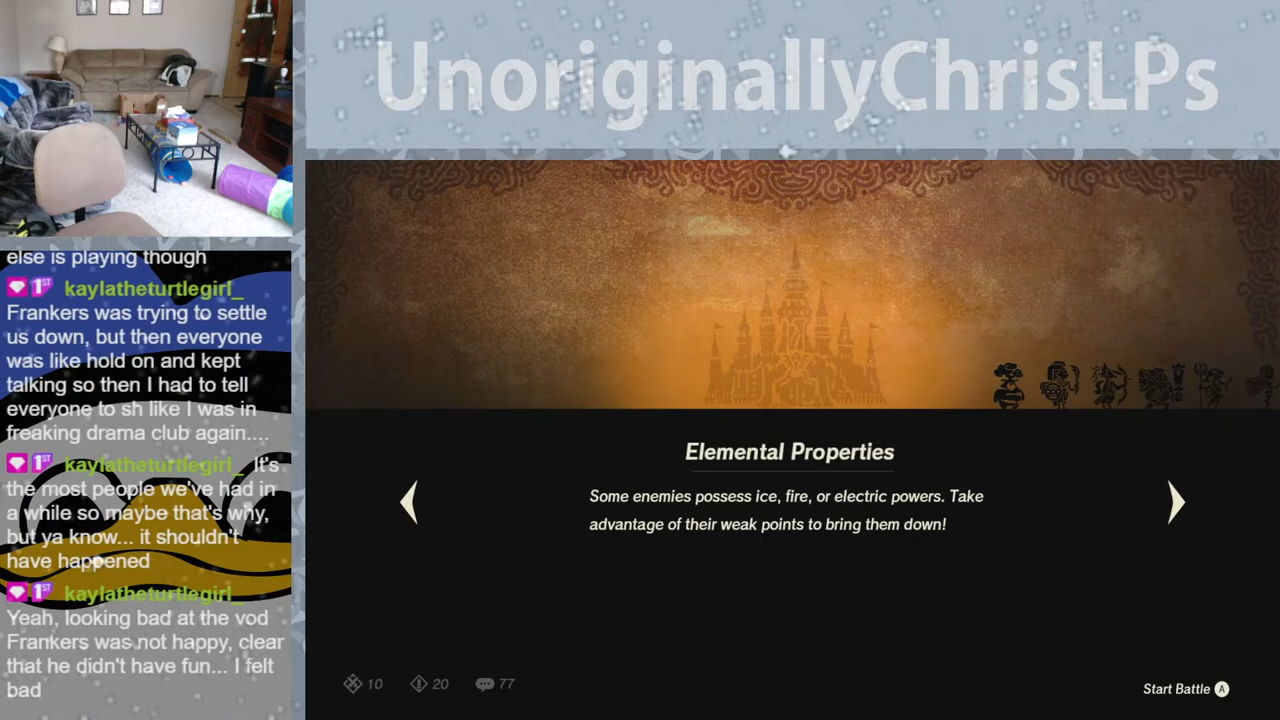 UnoriginallyChrisLPs
else is playing though
1ST kaylatheturtlegirl_
Frankers was trying to settle
us down, but then everyone
was like hold on and kept
talking so then I had to tell
everyone to sh like I was in
freaking drama club again....
1ST kaylatheturtlegirl_ It's
the most people we've had in
a while so maybe that's why,
but ya know... it shouldn't
have happened
1ST kaylatheturtlegirl_
Yeah, looking bad at the vod
Frankers was not happy, clear
that he didn't have fun... I felt
bad
Elemental Properties
Some enemies possess ice, fire, or electric powers. Take
advantage of their weak points to bring them down!
10 20 77
Start Battle A